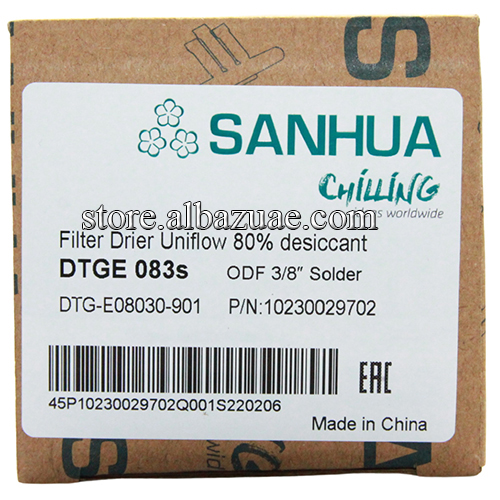 SANHUA
CHiLLiNG
s worldwide
store.albazuae.com
Filter Drier Uniflow 80% desiccant
DTGE 083s ODF 3/8″ Solder
DTG-E08030-901 P/N:10230029702
45P10230029702Q001S220206
EAC
Made in China